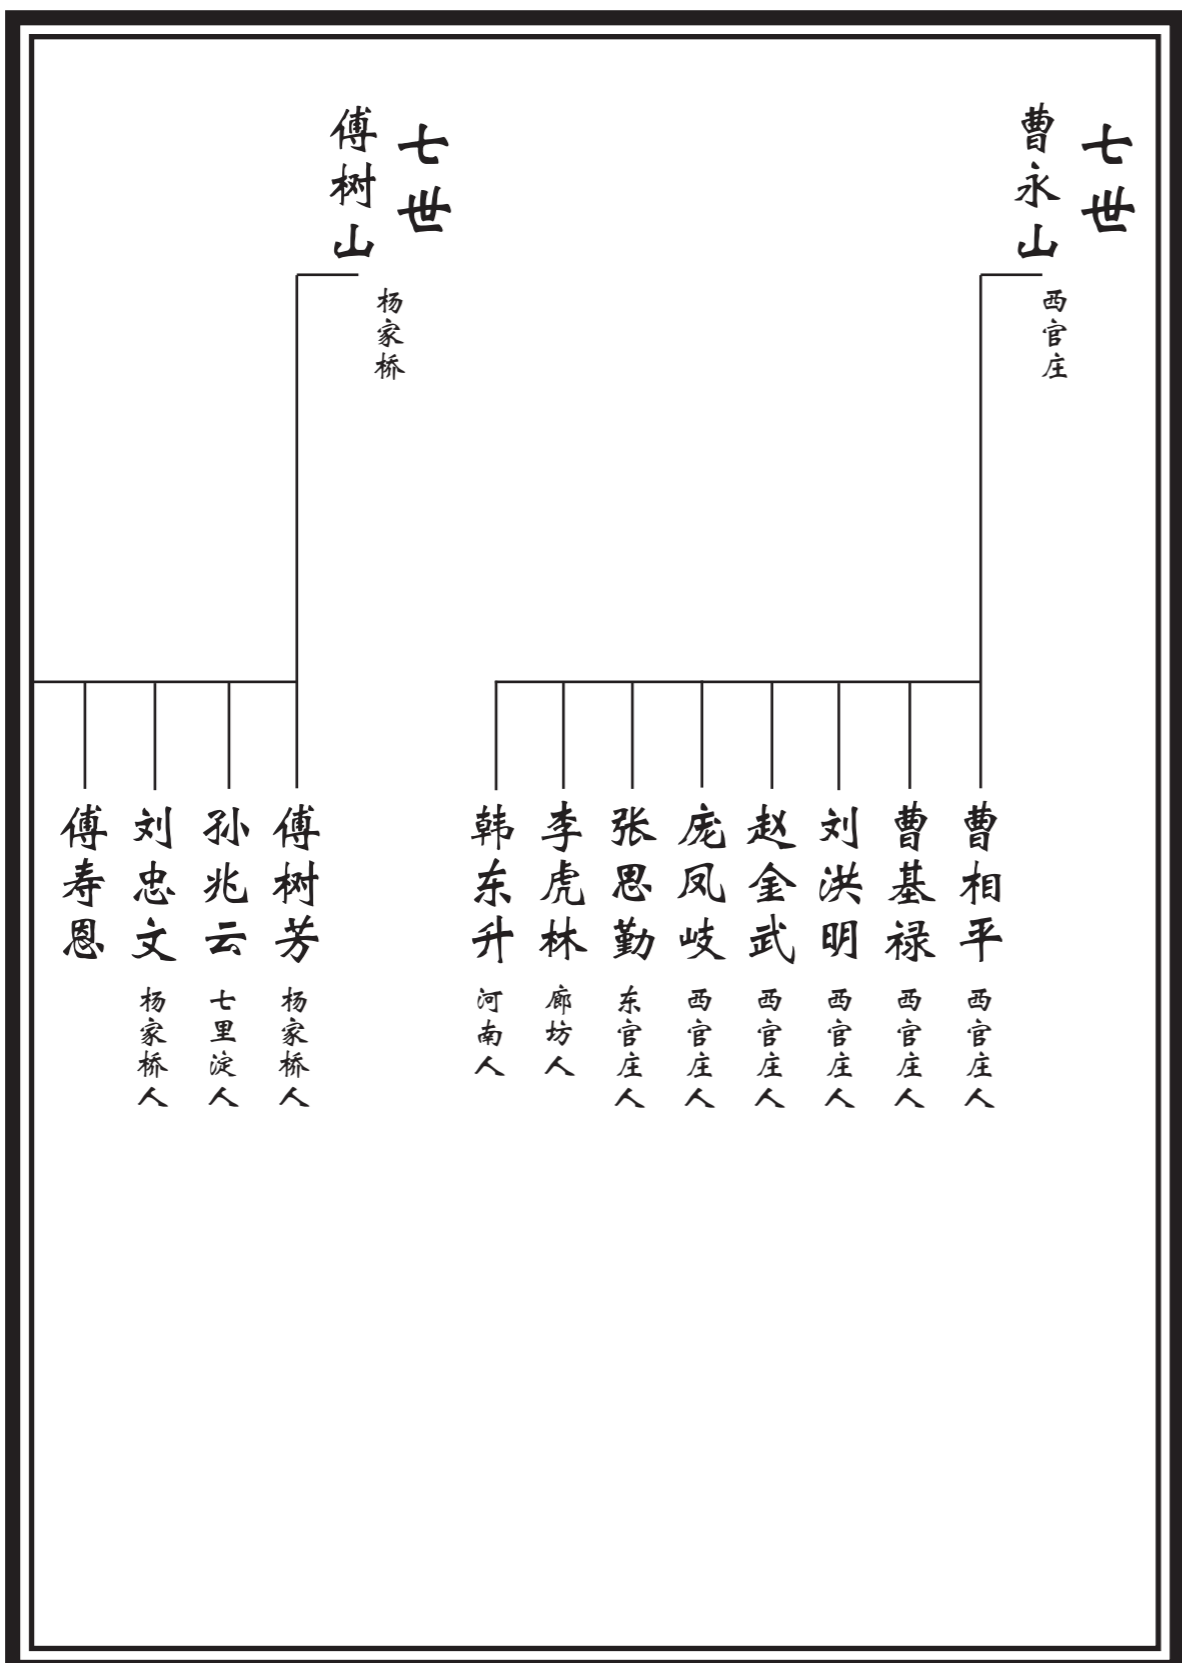 七世
曹永山
西官庄
曹相平
西官庄人
曹基禄
西官庄人
刘洪明
西官庄人
赵金武
西官庄人
庞凤岐
西官庄人
张思勤
东官庄人
李虎林
廊坊人
韩东升
河南人
七世
傅树山
杨家桥
傅树芳
杨家桥人
孙兆云
七里淀人
刘忠文
杨家桥人
傅寿恩